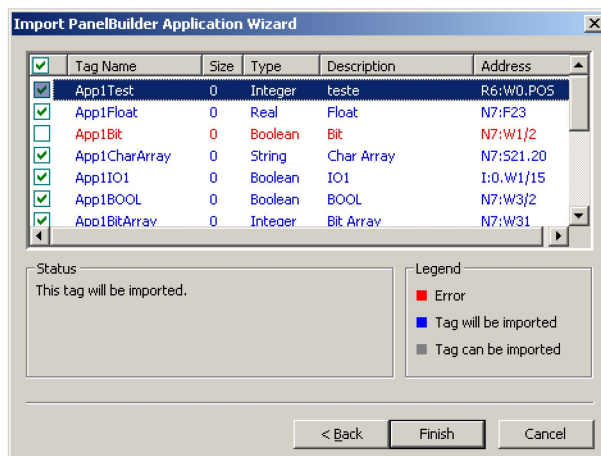 Import PanelBuilder Application Wizard
Tag Name Size Type Description Address
App1Test 0 Integer teste R6:W0.POS
App1Float 0 Real Float N7:F23
App1Bit 0 Boolean Bit N7:W1/2
App1CharArray 0 String Char Array N7:S21.20
App1IO1 0 Boolean IO1 I:0.W1/15
App1BOOL 0 Boolean BOOL N7:W3/2
App1BitArray 0 Integer Bit Array N7:W31
Status
This tag will be imported.
Legend
Error
Tag will be imported
Tag can be imported
< Back Finish Cancel